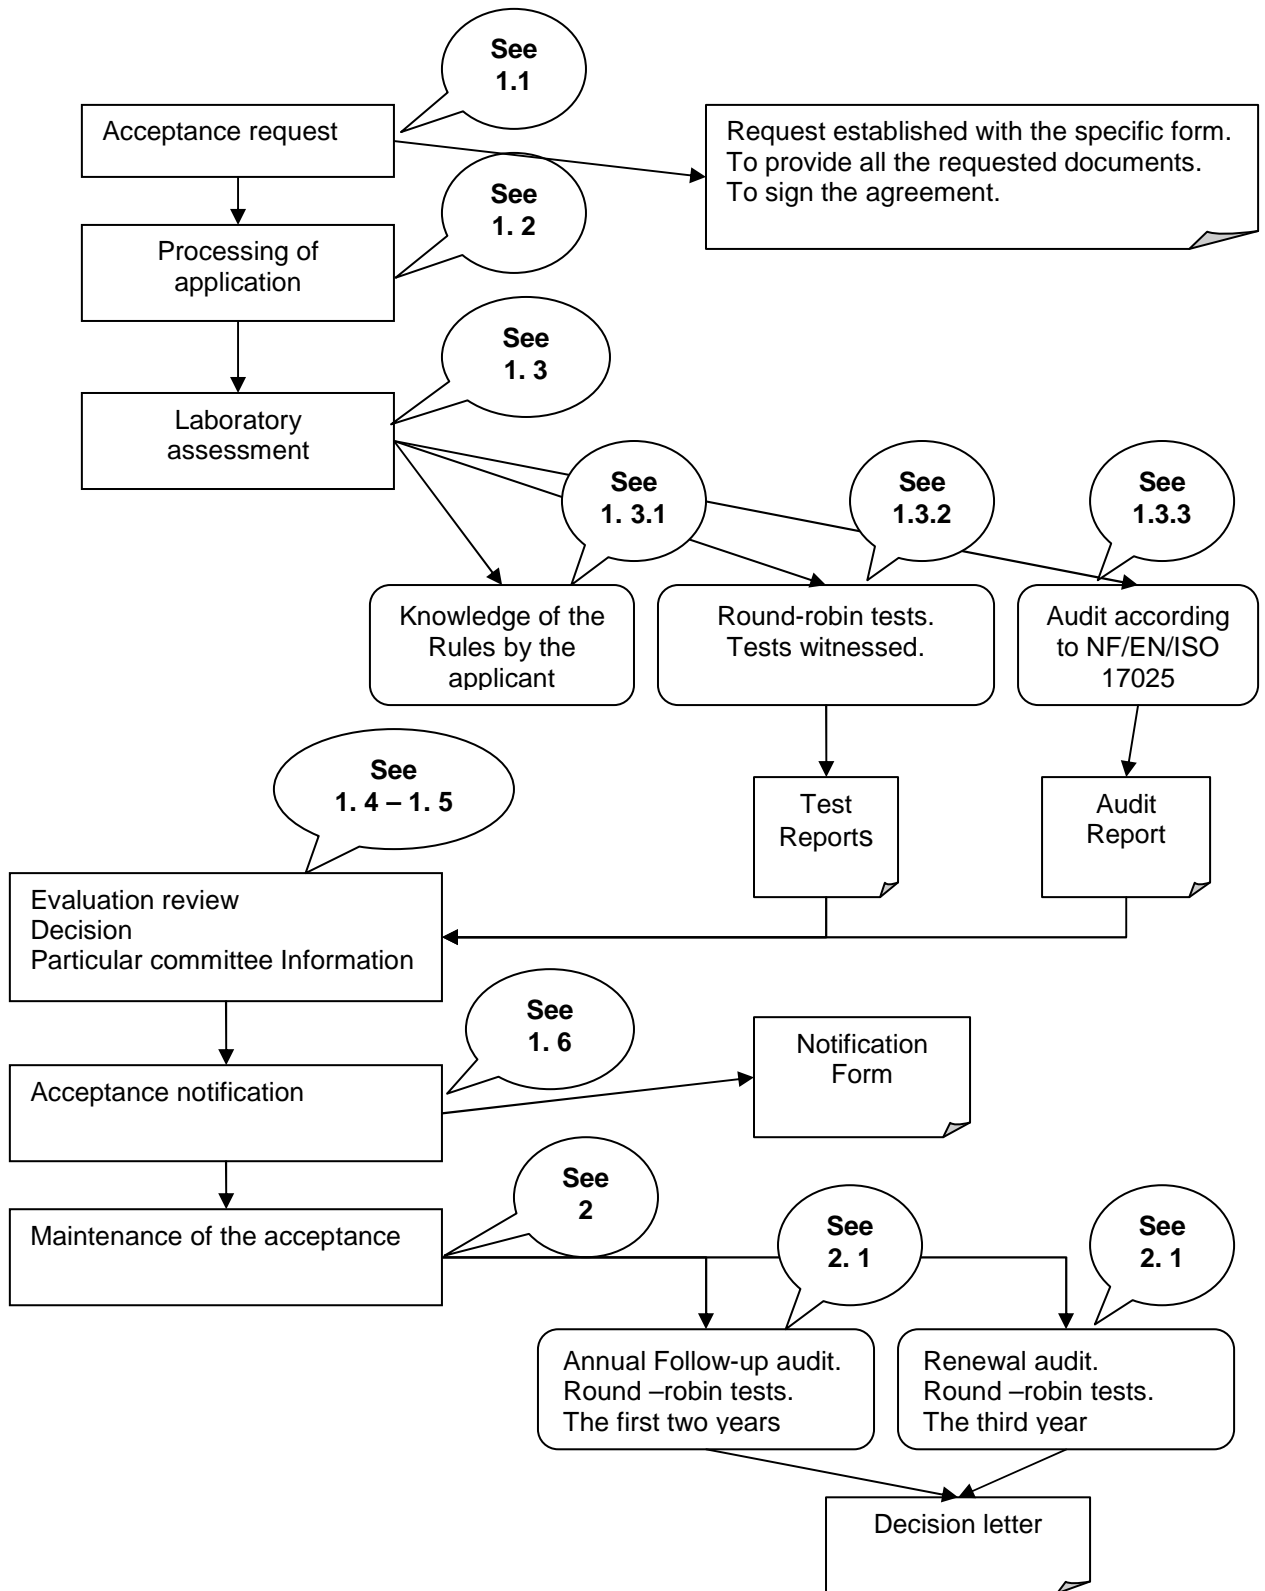 See
1.1
Acceptance request
Request established with the specific form.
To provide all the requested documents.
To sign the agreement.
See
1. 2
Processing of
application
See
1. 3
Laboratory
assessment
See
1. 3.1
See
1.3.2
See
1.3.3
Knowledge of the
Rules by the
applicant
Round-robin tests.
Tests witnessed.
Audit according
to NF/EN/ISO
17025
See
1. 4 – 1. 5
Test
Reports
Audit
Report
Evaluation review
Decision
Particular committee Information
See
1. 6
Notification
Form
Acceptance notification
See
2
See
2. 1
See
2. 1
Maintenance of the acceptance
Annual Follow-up audit.
Round –robin tests.
The first two years
Renewal audit.
Round –robin tests.
The third year
Decision letter